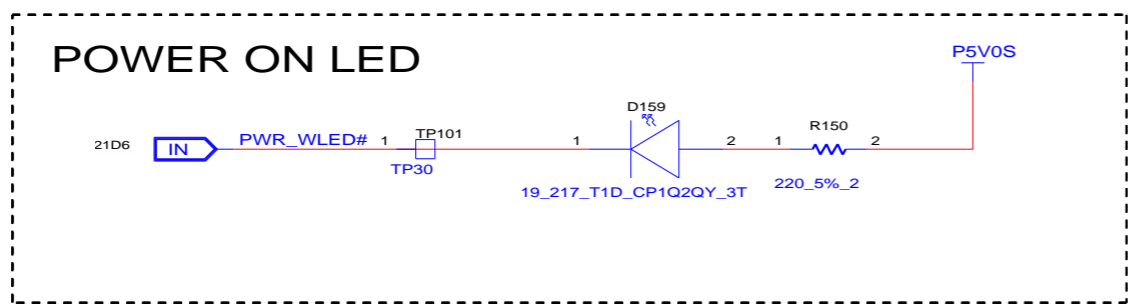 POWER ON LED
P5V0S
D159
R150
21D6 IN PWR_WLED# 1 TP101 1 2 1 2
TP30
19_217_T1D_CP1Q2QY_3T
220_5%_2